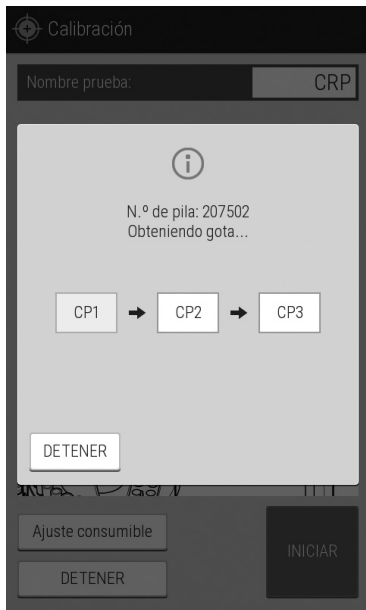 Calibración
Nombre prueba: CRP
N.º de pila: 207502
Obteniendo gota...
CP1 → CP2 → CP3
DETENER
Ajuste consumible
INICIAR
DETENER